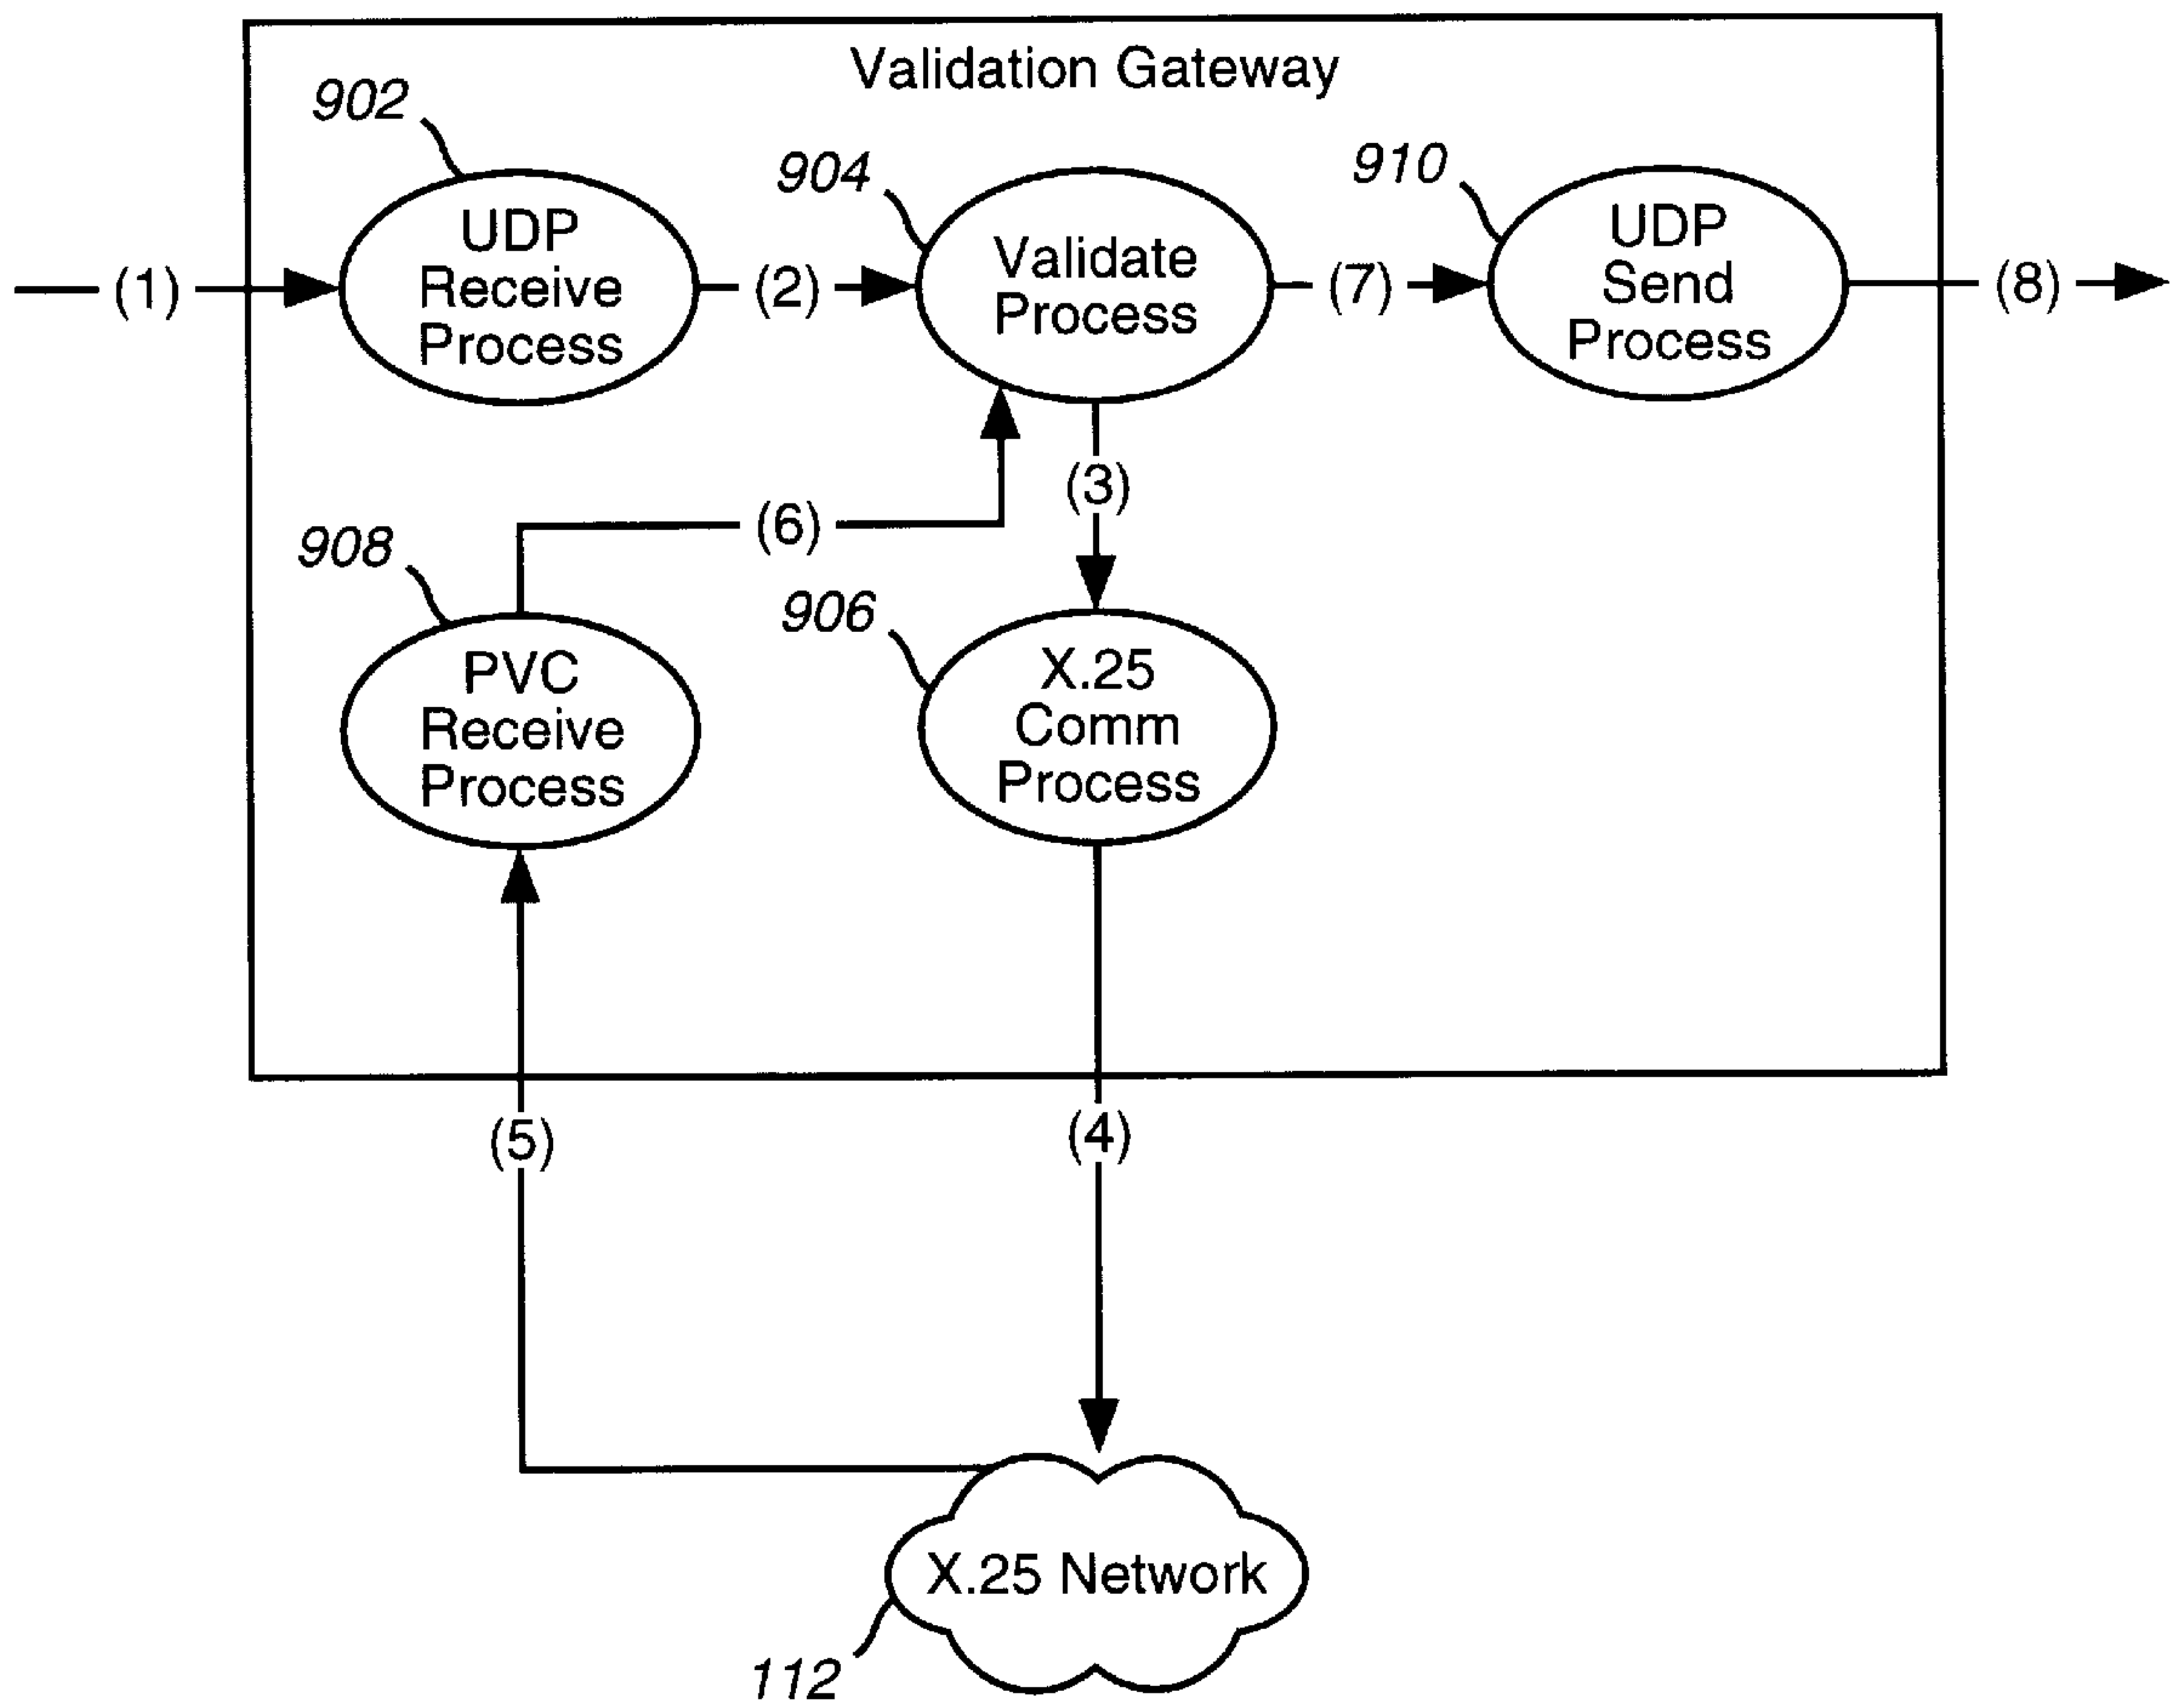 Validation Gateway
902
UDP
Receive
Process
904
Validate
Process
910
UDP
Send
Process
(1)
(2)
(7)
(8)
(3)
(6)
908
PVC
Receive
Process
906
X.25
Comm
Process
(5)
(4)
X.25 Network
112